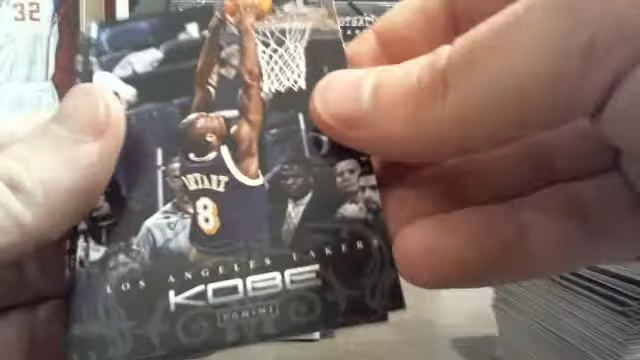 32
BRYANT
8
LOS ANGELES LAKERS
KOBE
PANINI